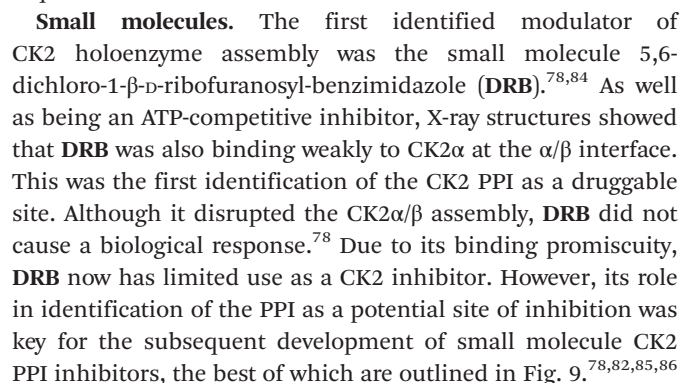 Small molecules. The first identified modulator of
CK2 holoenzyme assembly was the small molecule 5,6-
dichloro-1-β-D-ribofuranosyl-benzimidazole (DRB).78,84 As well
as being an ATP-competitive inhibitor, X-ray structures showed
that DRB was also binding weakly to CK2α at the α/β interface.
This was the first identification of the CK2 PPI as a druggable
site. Although it disrupted the CK2α/β assembly, DRB did not
cause a biological response.78 Due to its binding promiscuity,
DRB now has limited use as a CK2 inhibitor. However, its role
in identification of the PPI as a potential site of inhibition was
key for the subsequent development of small molecule CK2
PPI inhibitors, the best of which are outlined in Fig. 9.78,82,85,86